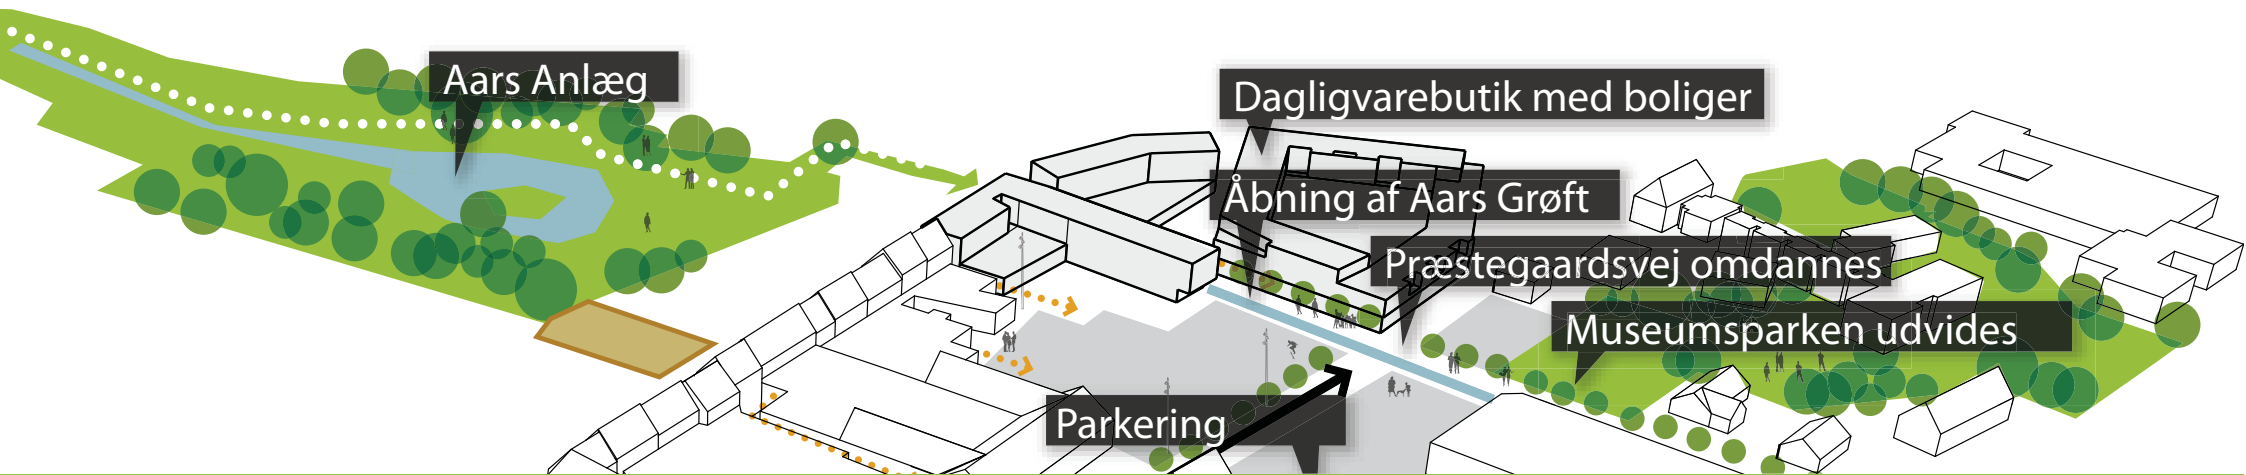 Aars Anlæg
Dagligvarebutik med boliger
Åbning af Aars Grøft
Præstegaardsvej omdannes
Museumsparken udvides
Parkering